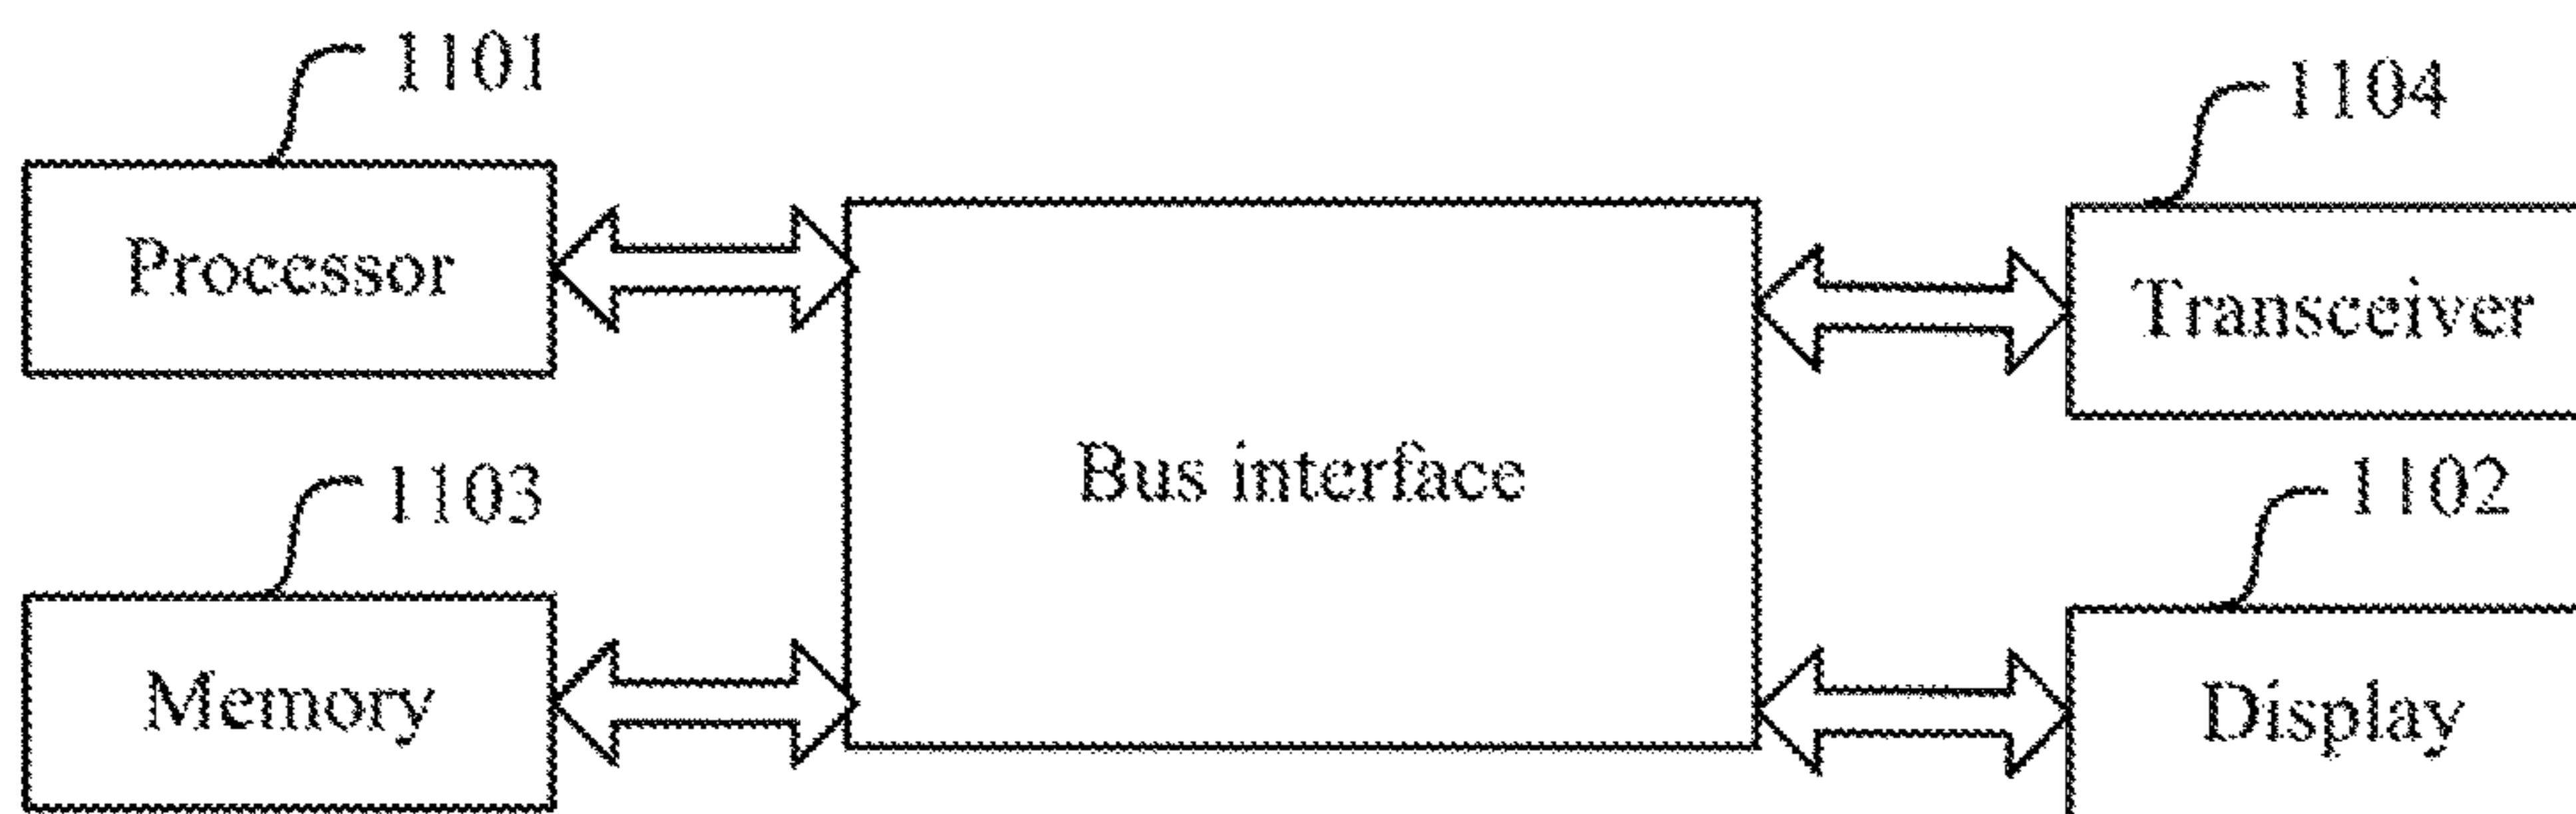 1101
1104
Processor
Transceiver
Bus interface
1103
1102
Memory
Display